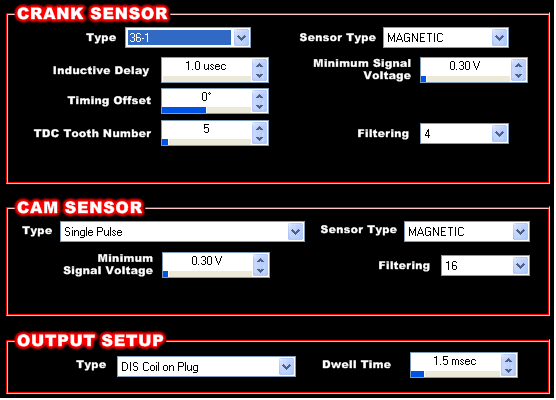 CRANK SENSOR
Type 36-1 Sensor Type MAGNETIC
Inductive Delay 1.0 usec Minimum Signal Voltage 0.30 V
Timing Offset 0°
TDC Tooth Number 5 Filtering 4
CAM SENSOR
Type Single Pulse Sensor Type MAGNETIC
Minimum Signal Voltage 0.30 V Filtering 16
OUTPUT SETUP
Type DIS Coil on Plug Dwell Time 1.5 msec